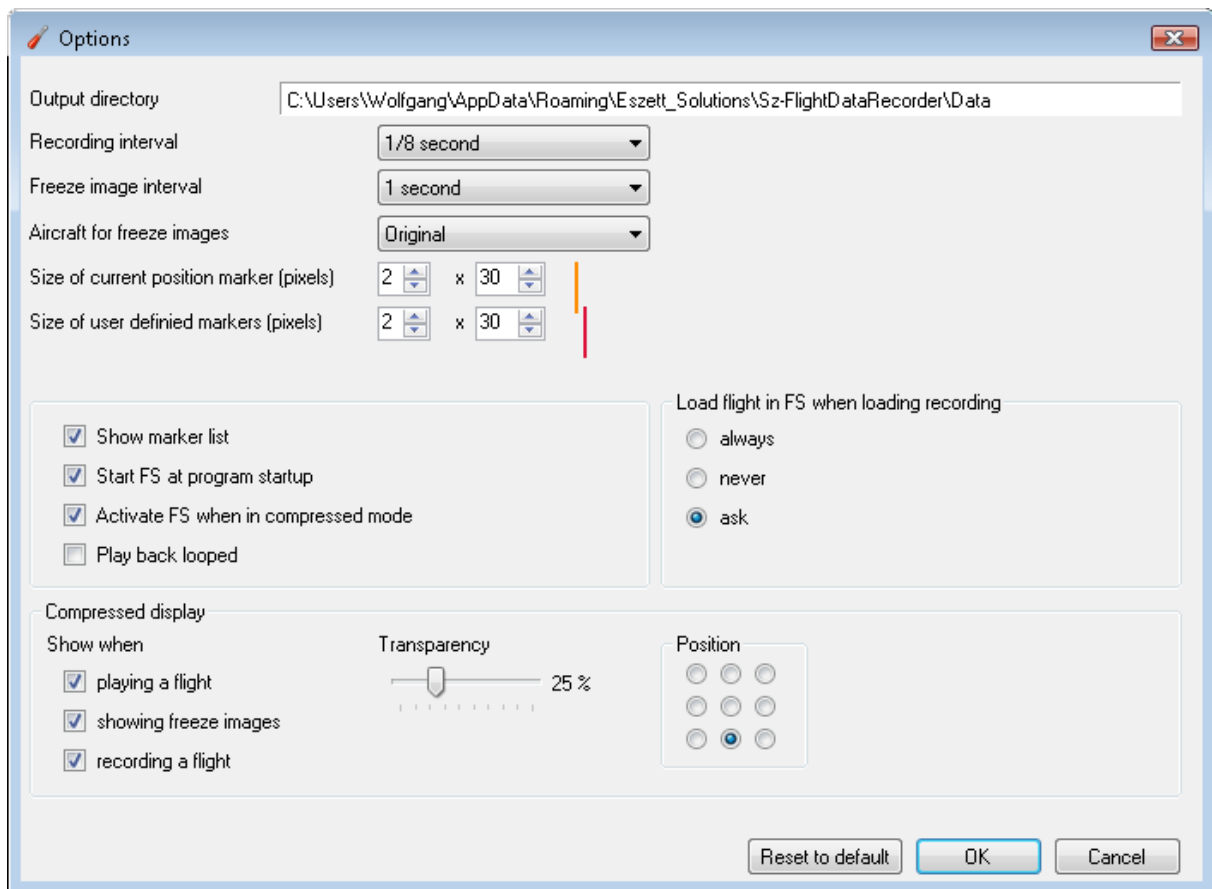 Options
Output directory C:\Users\Wolfgang\AppData\Roaming\Eszett_Solutions\Sz-FlightDataRecorder\Data
Recording interval 1/8 second
Freeze image interval 1 second
Aircraft for freeze images Original
Size of current position marker (pixels) 2 x 30
Size of user definied markers (pixels) 2 x 30
Show marker list
Start FS at program startup
Activate FS when in compressed mode
Play back looped
Load flight in FS when loading recording
always
never
ask
Compressed display
Show when
playing a flight
showing freeze images
recording a flight
Transparency
25 %
Position
Reset to default OK Cancel